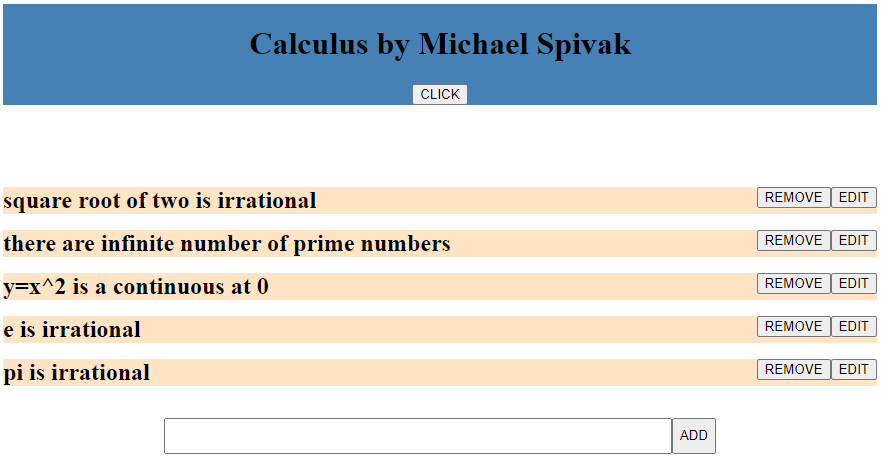 Calculus by Michael Spivak
CLICK
square root of two is irrational REMOVE EDIT
there are infinite number of prime numbers REMOVE EDIT
y=x^2 is a continuous at 0 REMOVE EDIT
e is irrational REMOVE EDIT
pi is irrational REMOVE EDIT
ADD